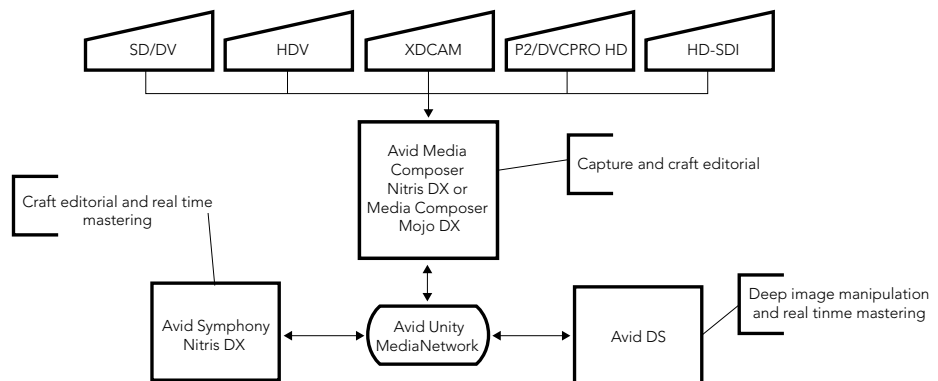 SD/DV
HDV
XDCAM
P2/DVCPRO HD
HD-SDI
Avid Media
Composer
Nitris DX or
Media Composer
Mojo DX
Capture and craft editorial
Craft editorial and real time
mastering
Avid Symphony
Nitris DX
Avid Unity
MediaNetwork
Avid DS
Deep image manipulation
and real tinme mastering